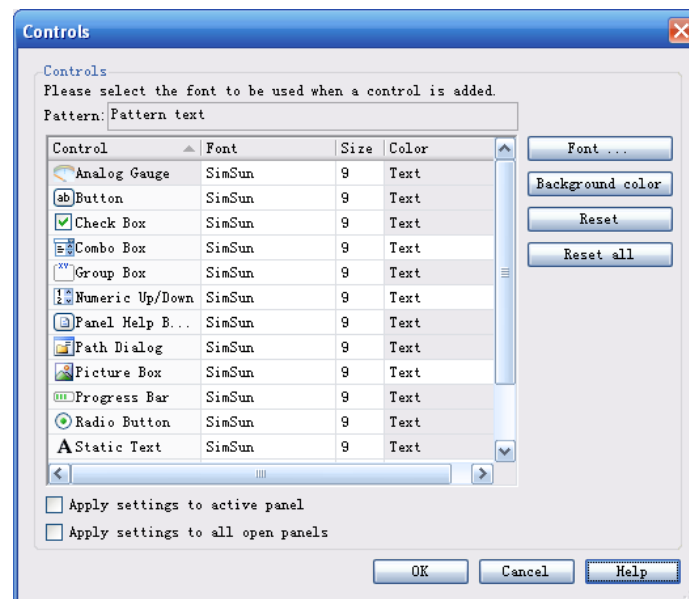 Controls
Controls
Please select the font to be used when a control is added.
Pattern: Pattern text
Control Font Size Color
Analog Gauge SimSun 9 Text
ab Button SimSun 9 Text
Check Box SimSun 9 Text
Combo Box SimSun 9 Text
XY Group Box SimSun 9 Text
1 2 Numeric Up/Down SimSun 9 Text
Panel Help B... SimSun 9 Text
Path Dialog SimSun 9 Text
Picture Box SimSun 9 Text
Progress Bar SimSun 9 Text
Radio Button SimSun 9 Text
A Static Text SimSun 9 Text
Font ...
Background color
Reset
Reset all
Apply settings to active panel
Apply settings to all open panels
OK Cancel Help